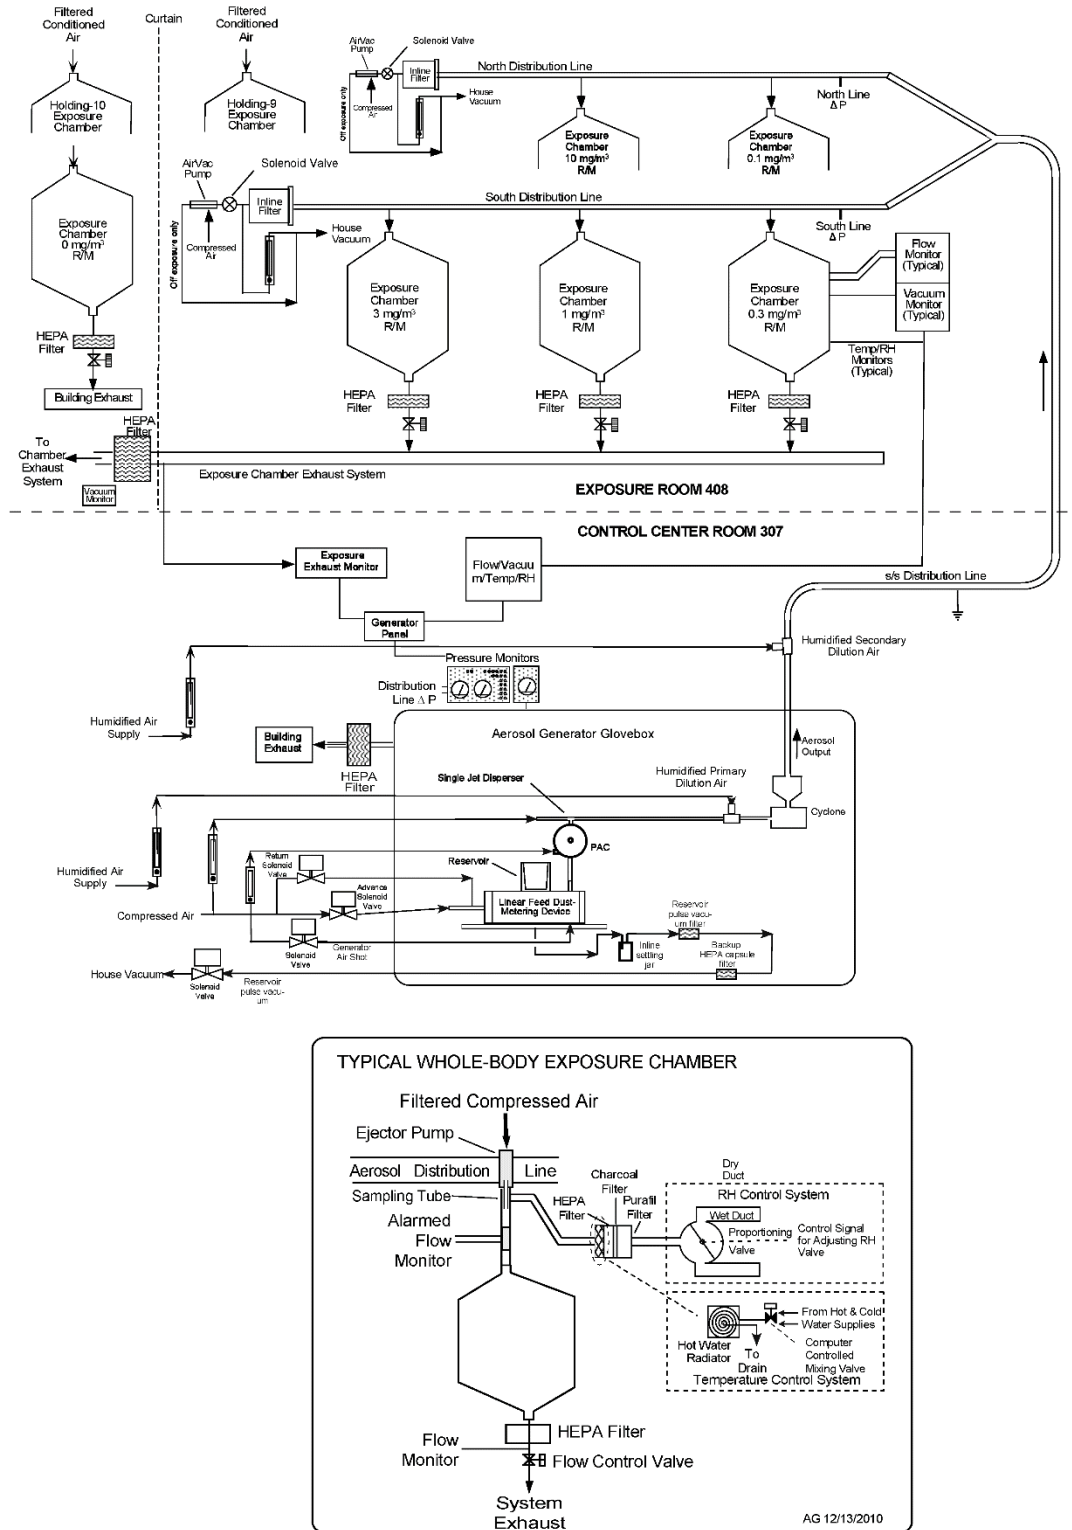 Filtered
Conditioned
Air
Curtain
Filtered
Conditioned
Air
Holding-10
Exposure
Chamber
Holding-9
Exposure
Chamber
AirVac
Pump
Solenoid Valve
Inline
Filter
Compressed
Air
Off exposure only
House
Vacuum
North Distribution Line
North Line
Δ P
Exposure
Chamber
10 mg/m³
R/M
Exposure
Chamber
0.1 mg/m³
R/M
AirVac
Pump
Solenoid Valve
Inline
Filter
Compressed
Air
Off exposure only
House
Vacuum
South Distribution Line
South Line
Δ P
Exposure
Chamber
0 mg/m³
R/M
Exposure
Chamber
3 mg/m³
R/M
Exposure
Chamber
1 mg/m³
R/M
Exposure
Chamber
0.3 mg/m³
R/M
Flow
Monitor
(Typical)
Vacuum
Monitor
(Typical)
Temp/RH
Monitors
(Typical)
HEPA
Filter
Building Exhaust
HEPA
Filter
HEPA
Filter
HEPA
Filter
HEPA
Filter
To
Chamber
Exhaust
System
Vacuum
Monitor
Exposure Chamber Exhaust System
EXPOSURE ROOM 408
CONTROL CENTER ROOM 307
Exposure
Exhaust Monitor
Flow/Vacuu
m/Temp/RH
s/s Distribution Line
Generator
Panel
Pressure Monitors
Distribution
Line Δ P
Humidified Secondary
Dilution Air
Humidified Air
Supply
Building
Exhaust
HEPA
Filter
Aerosol Generator Glovebox
Aerosol
Output
Humidified Primary
Dilution Air
Single Jet Disperser
Cyclone
PAC
Reservoir
Return
Solenoid
Valve
Humidified Air
Supply
Advance
Solenoid
Valve
Linear Feed Dust-
Metering Device
Compressed Air
Solenoid
Valve
Generator
Air Shot
Reservoir
pulse vacu-
um filter
Inline
settling
jar
Backup
HEPA capsule
filter
House Vacuum
Solenoid
Valve
Reservoir
pulse vacu-
um
TYPICAL WHOLE-BODY EXPOSURE CHAMBER
Filtered Compressed Air
Ejector Pump
Aerosol Distribution Line
Sampling Tube
Alarmed
Flow
Monitor
HEPA
Filter
Charcoal
Filter
Purafil
Filter
Dry
Duct
RH Control System
Wet Duct
Proportioning
Valve
Control Signal
for Adjusting RH
Valve
From Hot & Cold
Water Supplies
Hot Water
Radiator
To
Drain
Computer
Controlled
Mixing Valve
Temperature Control System
HEPA Filter
Flow
Monitor
Flow Control Valve
System
Exhaust
AG 12/13/2010